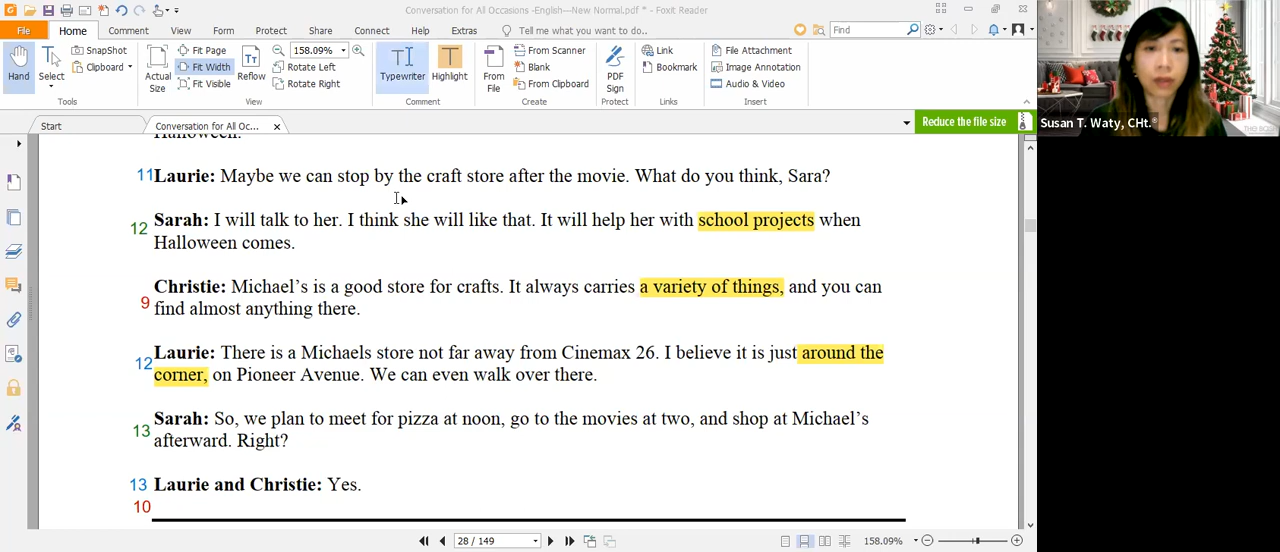 Conversation for All Occasions -English—New Normal.pdf * - Foxit Reader
File Home Comment View Form Protect Share Connect Help Extras Tell me what you want to do.. Find
SnapShot Fit Page 158.09% From Scanner Link File Attachment
Clipboard Fit Width Rotate Left Blank Bookmark Image Annotation
Hand Select Actual Size Fit Visible Reflow Rotate Right Typewriter Highlight From File From Clipboard PDF Sign Audio & Video
Tools View Comment Create Protect Links Insert
Susan T. Waty, CHt.®
Start Conversation for All Oc... Reduce the file size
Halloween.
11 Laurie: Maybe we can stop by the craft store after the movie. What do you think, Sara?
12 Sarah: I will talk to her. I think she will like that. It will help her with school projects when
Halloween comes.
Christie: Michael’s is a good store for crafts. It always carries a variety of things, and you can
9 find almost anything there.
12 Laurie: There is a Michaels store not far away from Cinemax 26. I believe it is just around the
corner, on Pioneer Avenue. We can even walk over there.
13 Sarah: So, we plan to meet for pizza at noon, go to the movies at two, and shop at Michael’s
afterward. Right?
13 Laurie and Christie: Yes.
10
28 / 149 158.09%